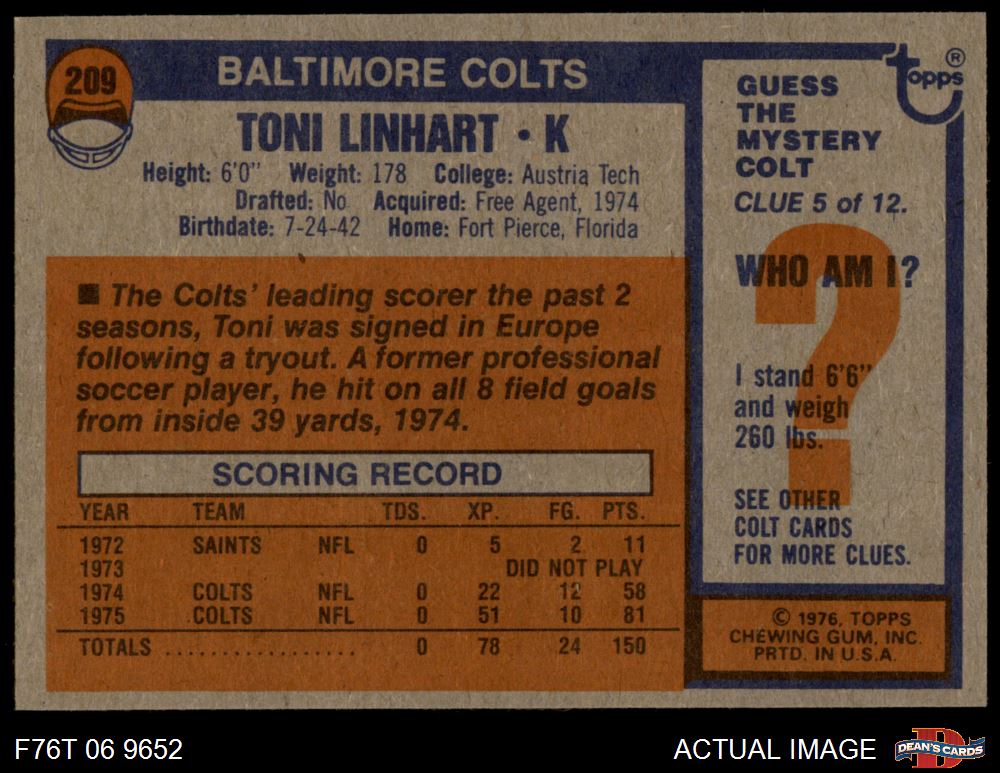 209
BALTIMORE COLTS
TONI LINHART • K
Height: 6'0" Weight: 178 College: Austria Tech
Drafted: No Acquired: Free Agent, 1974
Birthdate: 7-24-42 Home: Fort Pierce, Florida
■ The Colts' leading scorer the past 2
seasons, Toni was signed in Europe
following a tryout. A former professional
soccer player, he hit on all 8 field goals
from inside 39 yards, 1974.
SCORING RECORD
YEAR TEAM TDS. XP. FG. PTS.
1972 SAINTS NFL 0 5 2 11
1973 DID NOT PLAY
1974 COLTS NFL 0 22 12 58
1975 COLTS NFL 0 51 10 81
TOTALS .................. 0 78 24 150
topps ®
GUESS
THE
MYSTERY
COLT
CLUE 5 of 12.
WHO AM I?
?
I stand 6'6"
and weigh
260 lbs.
SEE OTHER
COLT CARDS
FOR MORE CLUES.
© 1976, TOPPS
CHEWING GUM, INC.
PRTD. IN U.S.A.
F76T 06 9652
ACTUAL IMAGE
D
DEAN'S CARDS